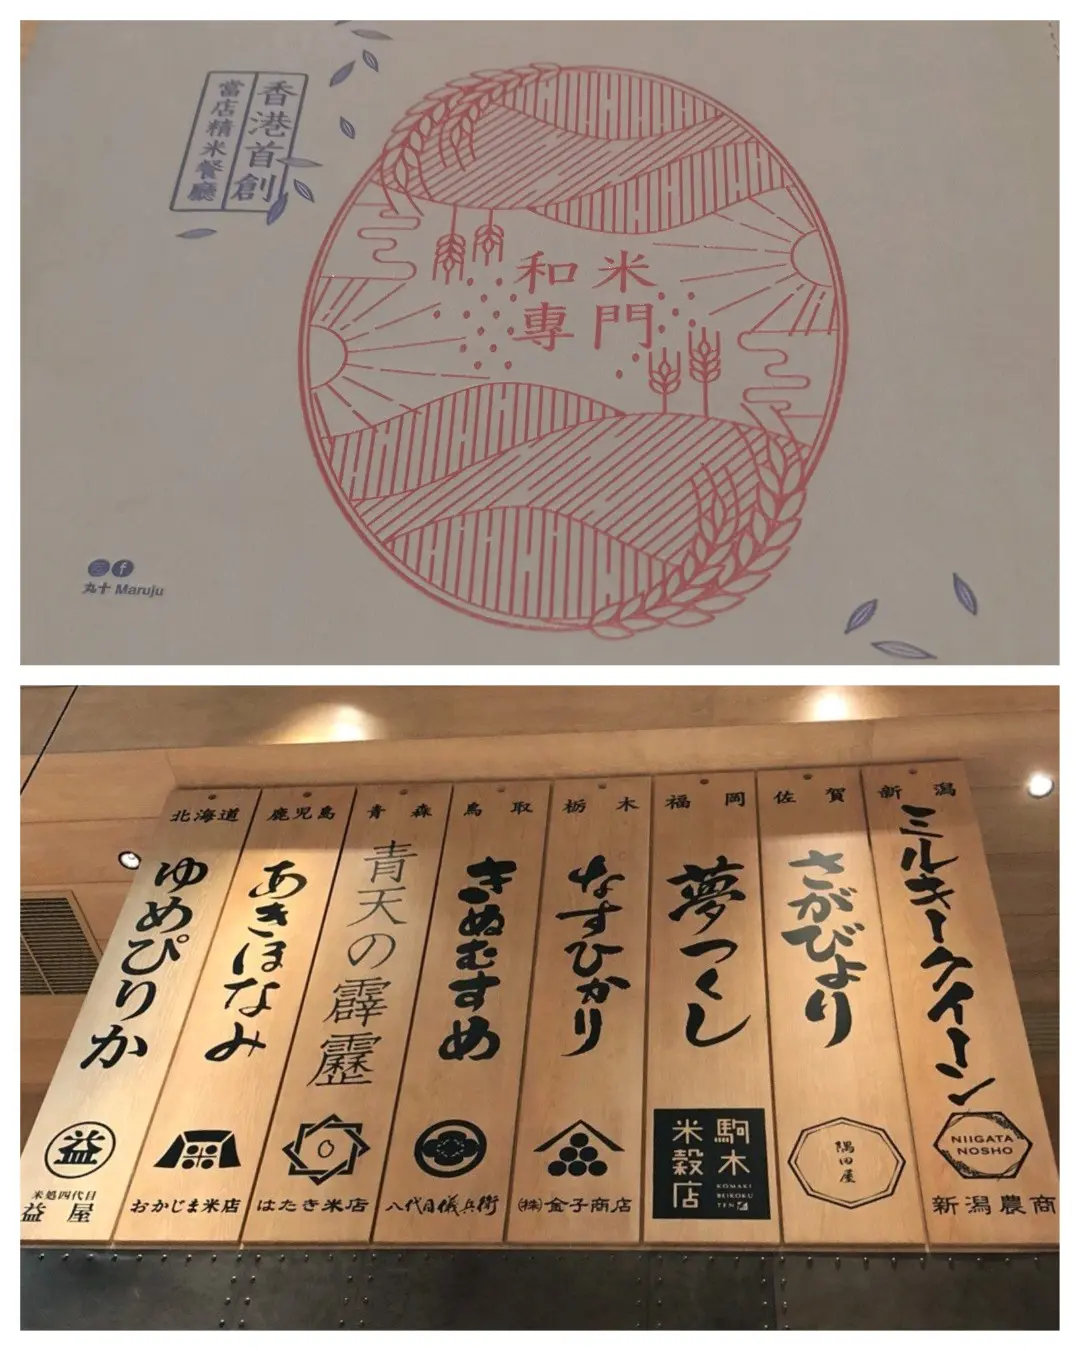 香港首創
當店精米餐廳
和米
專門
丸十 Maruju
北海道
ゆめぴりか
益
米処四代目
益屋
鹿児島
あきほなみ
おかじま米店
青森
青天の霹靂
はたき米店
鳥取
きぬむすめ
八代目儀兵衛
栃木
なすひかり
㈱金子商店
福岡
夢つくし
駒木
米穀店
KOMAKI
BEIKOKU
TEN
佐賀
さがびより
隅田屋
新潟
ミルキークイーン
NIIGATA
NOSHO
新潟農商